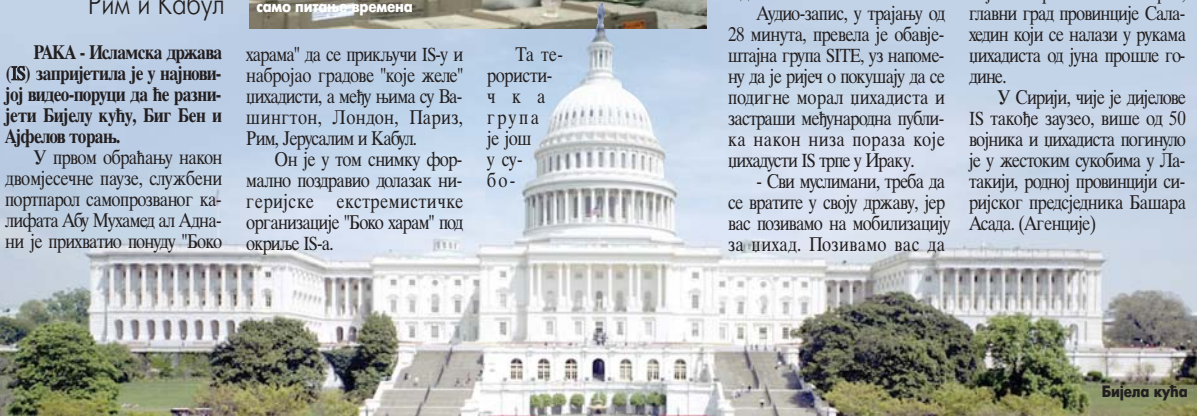 Рим и Кабул
само питање времена
РАКА - Исламска држава
(IS) запријетила је у најнови-
јој видео-поруци да ће разни-
јети Бијелу кућу, Биг Бен и
Ајфелов торањ.
У првом обраћању након
двомјесечне паузе, службени
портпарол самопрозваног ка-
лифата Абу Мухамед ал Адна-
ни је прихватио понуду "Боко
харама" да се прикључи IS-у и
набројао градове "које желе"
џихадисти, а међу њима су Ва-
шингтон, Лондон, Париз,
Рим, Јерусалим и Кабул.
Он је у том снимку фор-
мално поздравио долазак ни-
геријске екстремистичке
организације "Боко харам" под
окриље IS-а.
Та те-
рористи-
чка
група
је још
у су-
бо-
Аудио-запис, у трајању од
28 минута, превела је обавје-
штајна група SITE, уз напоме-
ну да је ријеч о покушају да се
подигне морал џихадиста и
застраши међународна публи-
ка након низа пораза које
џихадусти IS трпе у Ираку.
- Сви муслимани, треба да
се вратите у своју државу, јер
вас позивамо на мобилизацију
за џихад. Позивамо вас да
главни град провинције Сала-
хедин који се налази у рукама
џихадиста од јуна прошле го-
дине.
У Сирији, чије је дијелове
IS такође заузео, више од 50
војника и џихадиста погинуло
је у жестоким сукобима у Ла-
такији, родној провинцији си-
ријског предсједника Башара
Асада. (Агенције)
Бијела кућа